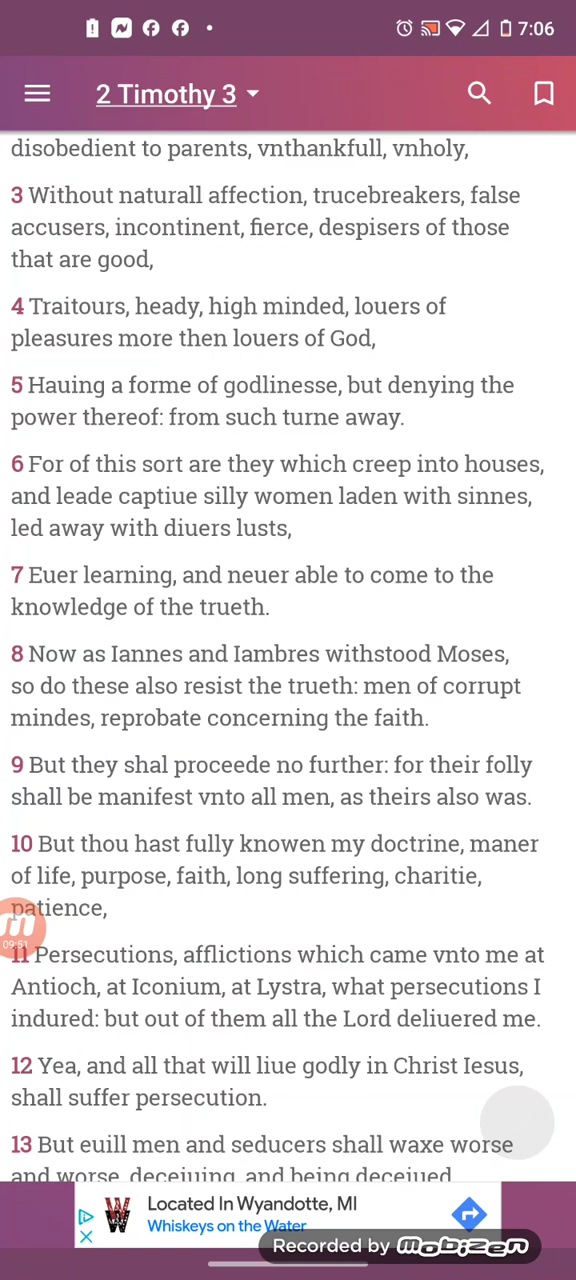 7:06
2 Timothy 3
disobedient to parents, vnthankfull, vnholy,
3 Without naturall affection, trucebreakers, false
accusers, incontinent, fierce, despisers of those
that are good,
4 Traitours, heady, high minded, louers of
pleasures more then louers of God,
5 Hauing a forme of godlinesse, but denying the
power thereof: from such turne away.
6 For of this sort are they which creep into houses,
and leade captiue silly women laden with sinnes,
led away with diuers lusts,
7 Euer learning, and neuer able to come to the
knowledge of the trueth.
8 Now as Iannes and Iambres withstood Moses,
so do these also resist the trueth: men of corrupt
mindes, reprobate concerning the faith.
9 But they shal proceede no further: for their folly
shall be manifest vnto all men, as theirs also was.
10 But thou hast fully knowen my doctrine, maner
of life, purpose, faith, long suffering, charitie,
patience,
09:51
11 Persecutions, afflictions which came vnto me at
Antioch, at Iconium, at Lystra, what persecutions I
indured: but out of them all the Lord deliuered me.
12 Yea, and all that will liue godly in Christ Iesus,
shall suffer persecution.
13 But euill men and seducers shall waxe worse
and worse, deceiuing, and being deceiued
Located In Wyandotte, MI
Whiskeys on the Water
Recorded by mobizen